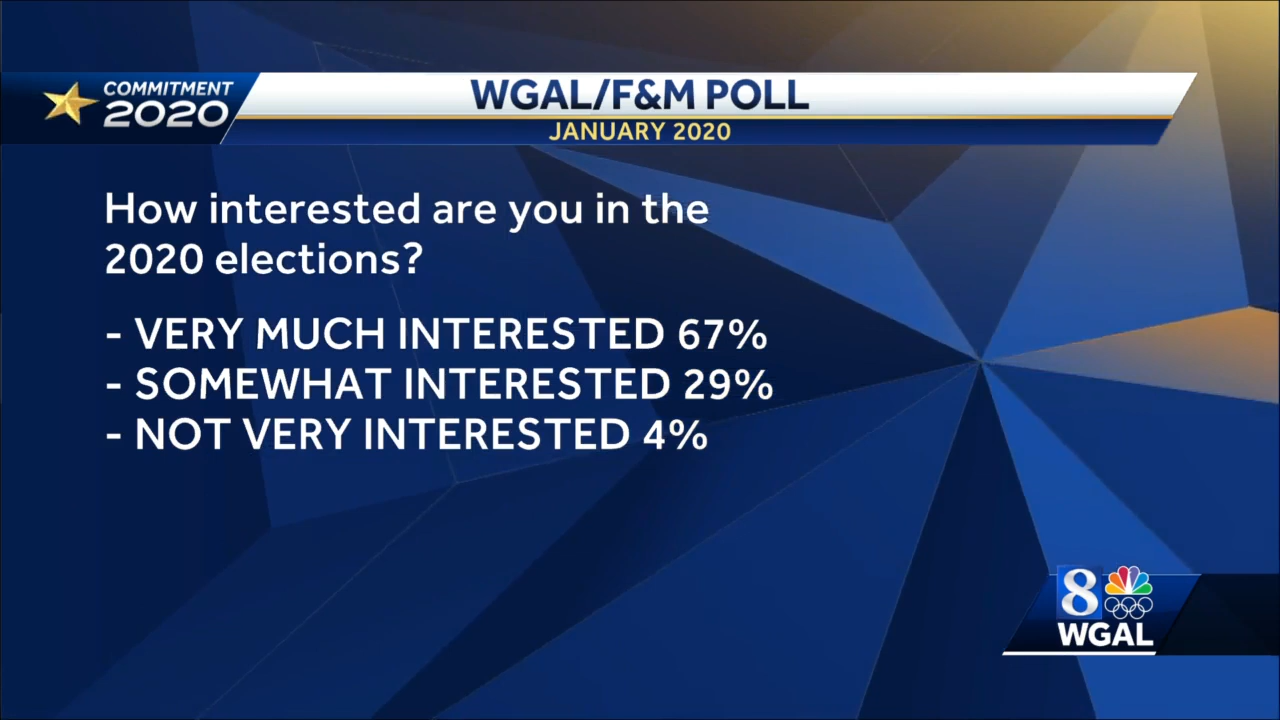 COMMITMENT
2020
WGAL/F&M POLL
JANUARY 2020
How interested are you in the
2020 elections?
- VERY MUCH INTERESTED 67%
- SOMEWHAT INTERESTED 29%
- NOT VERY INTERESTED 4%
8
WGAL